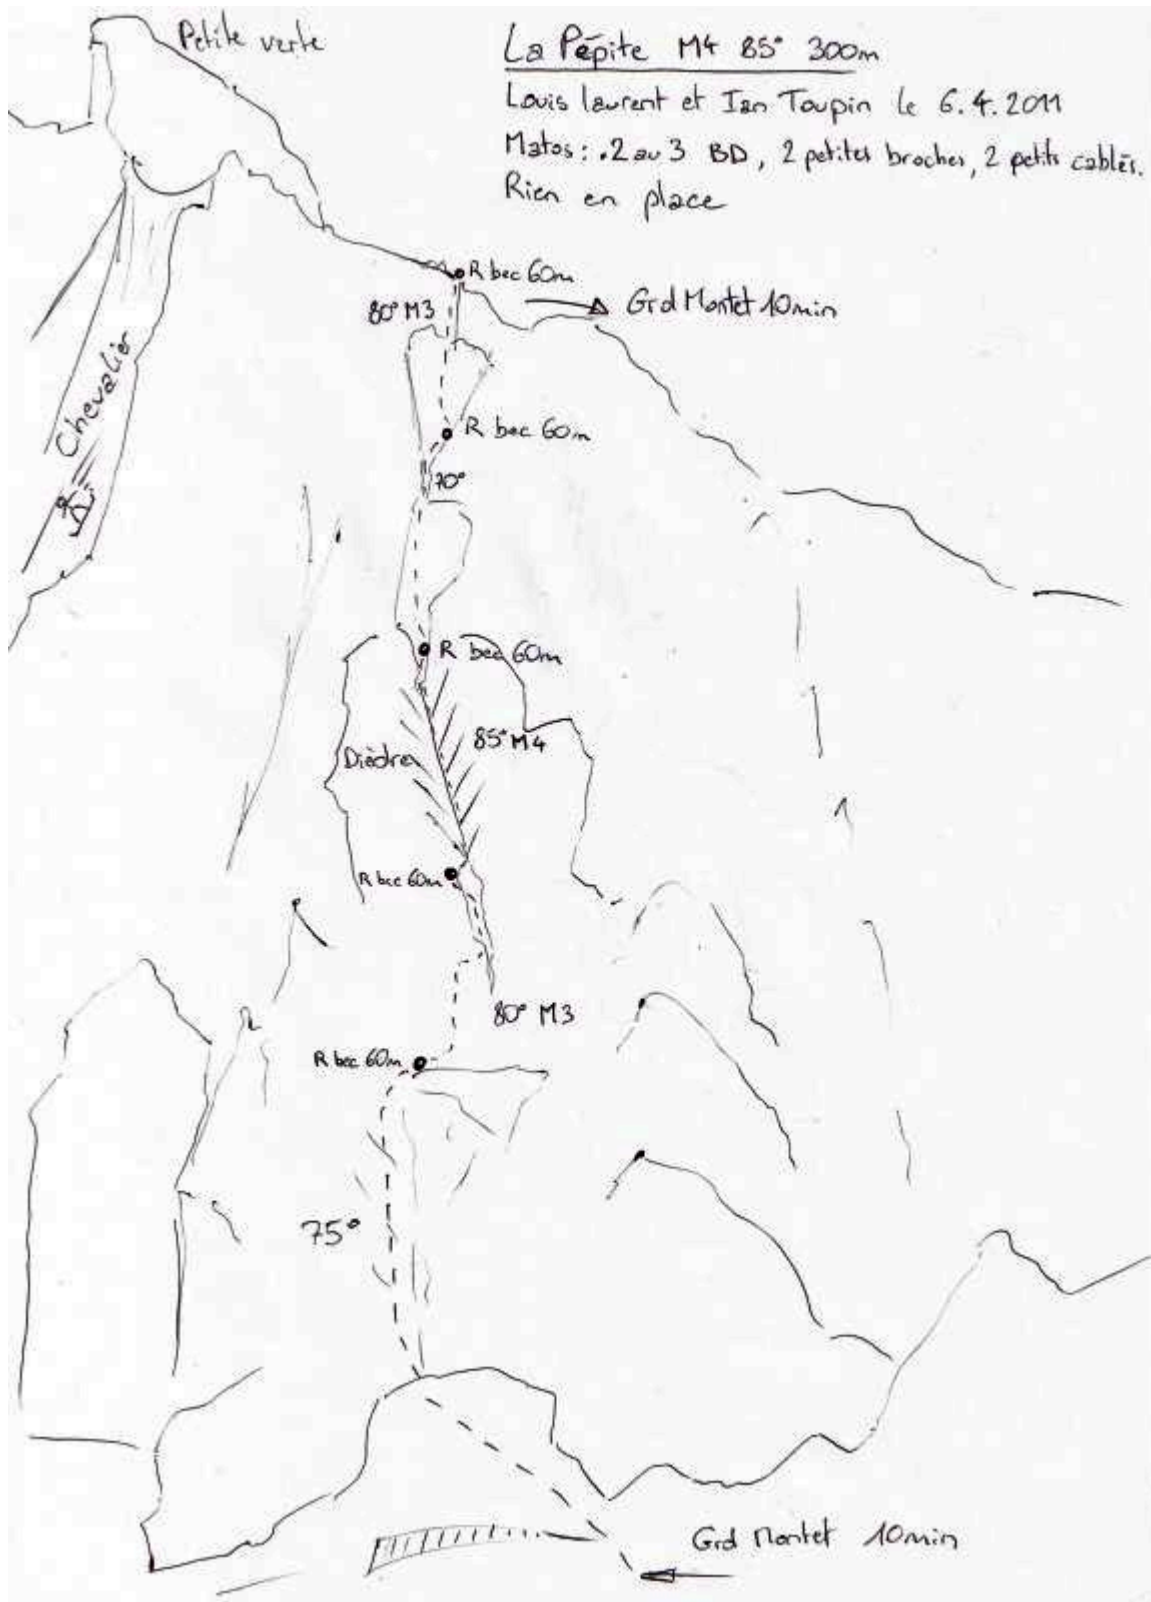 Petite verte
La Pépite M4 85° 300m
Louis laurent et Ian Toupin le 6.4.2011
Matos: .2 au 3 BD, 2 petites broches, 2 petits cablés.
Rien en place
R bec 60m
80° M3
Grd Montet 10min
Chevalier
R bec 60m
70°
R bec 60m
85° M4
Dièdre
R bec 60m
80° M3
R bec 60m
75°
Grd Montet 10min